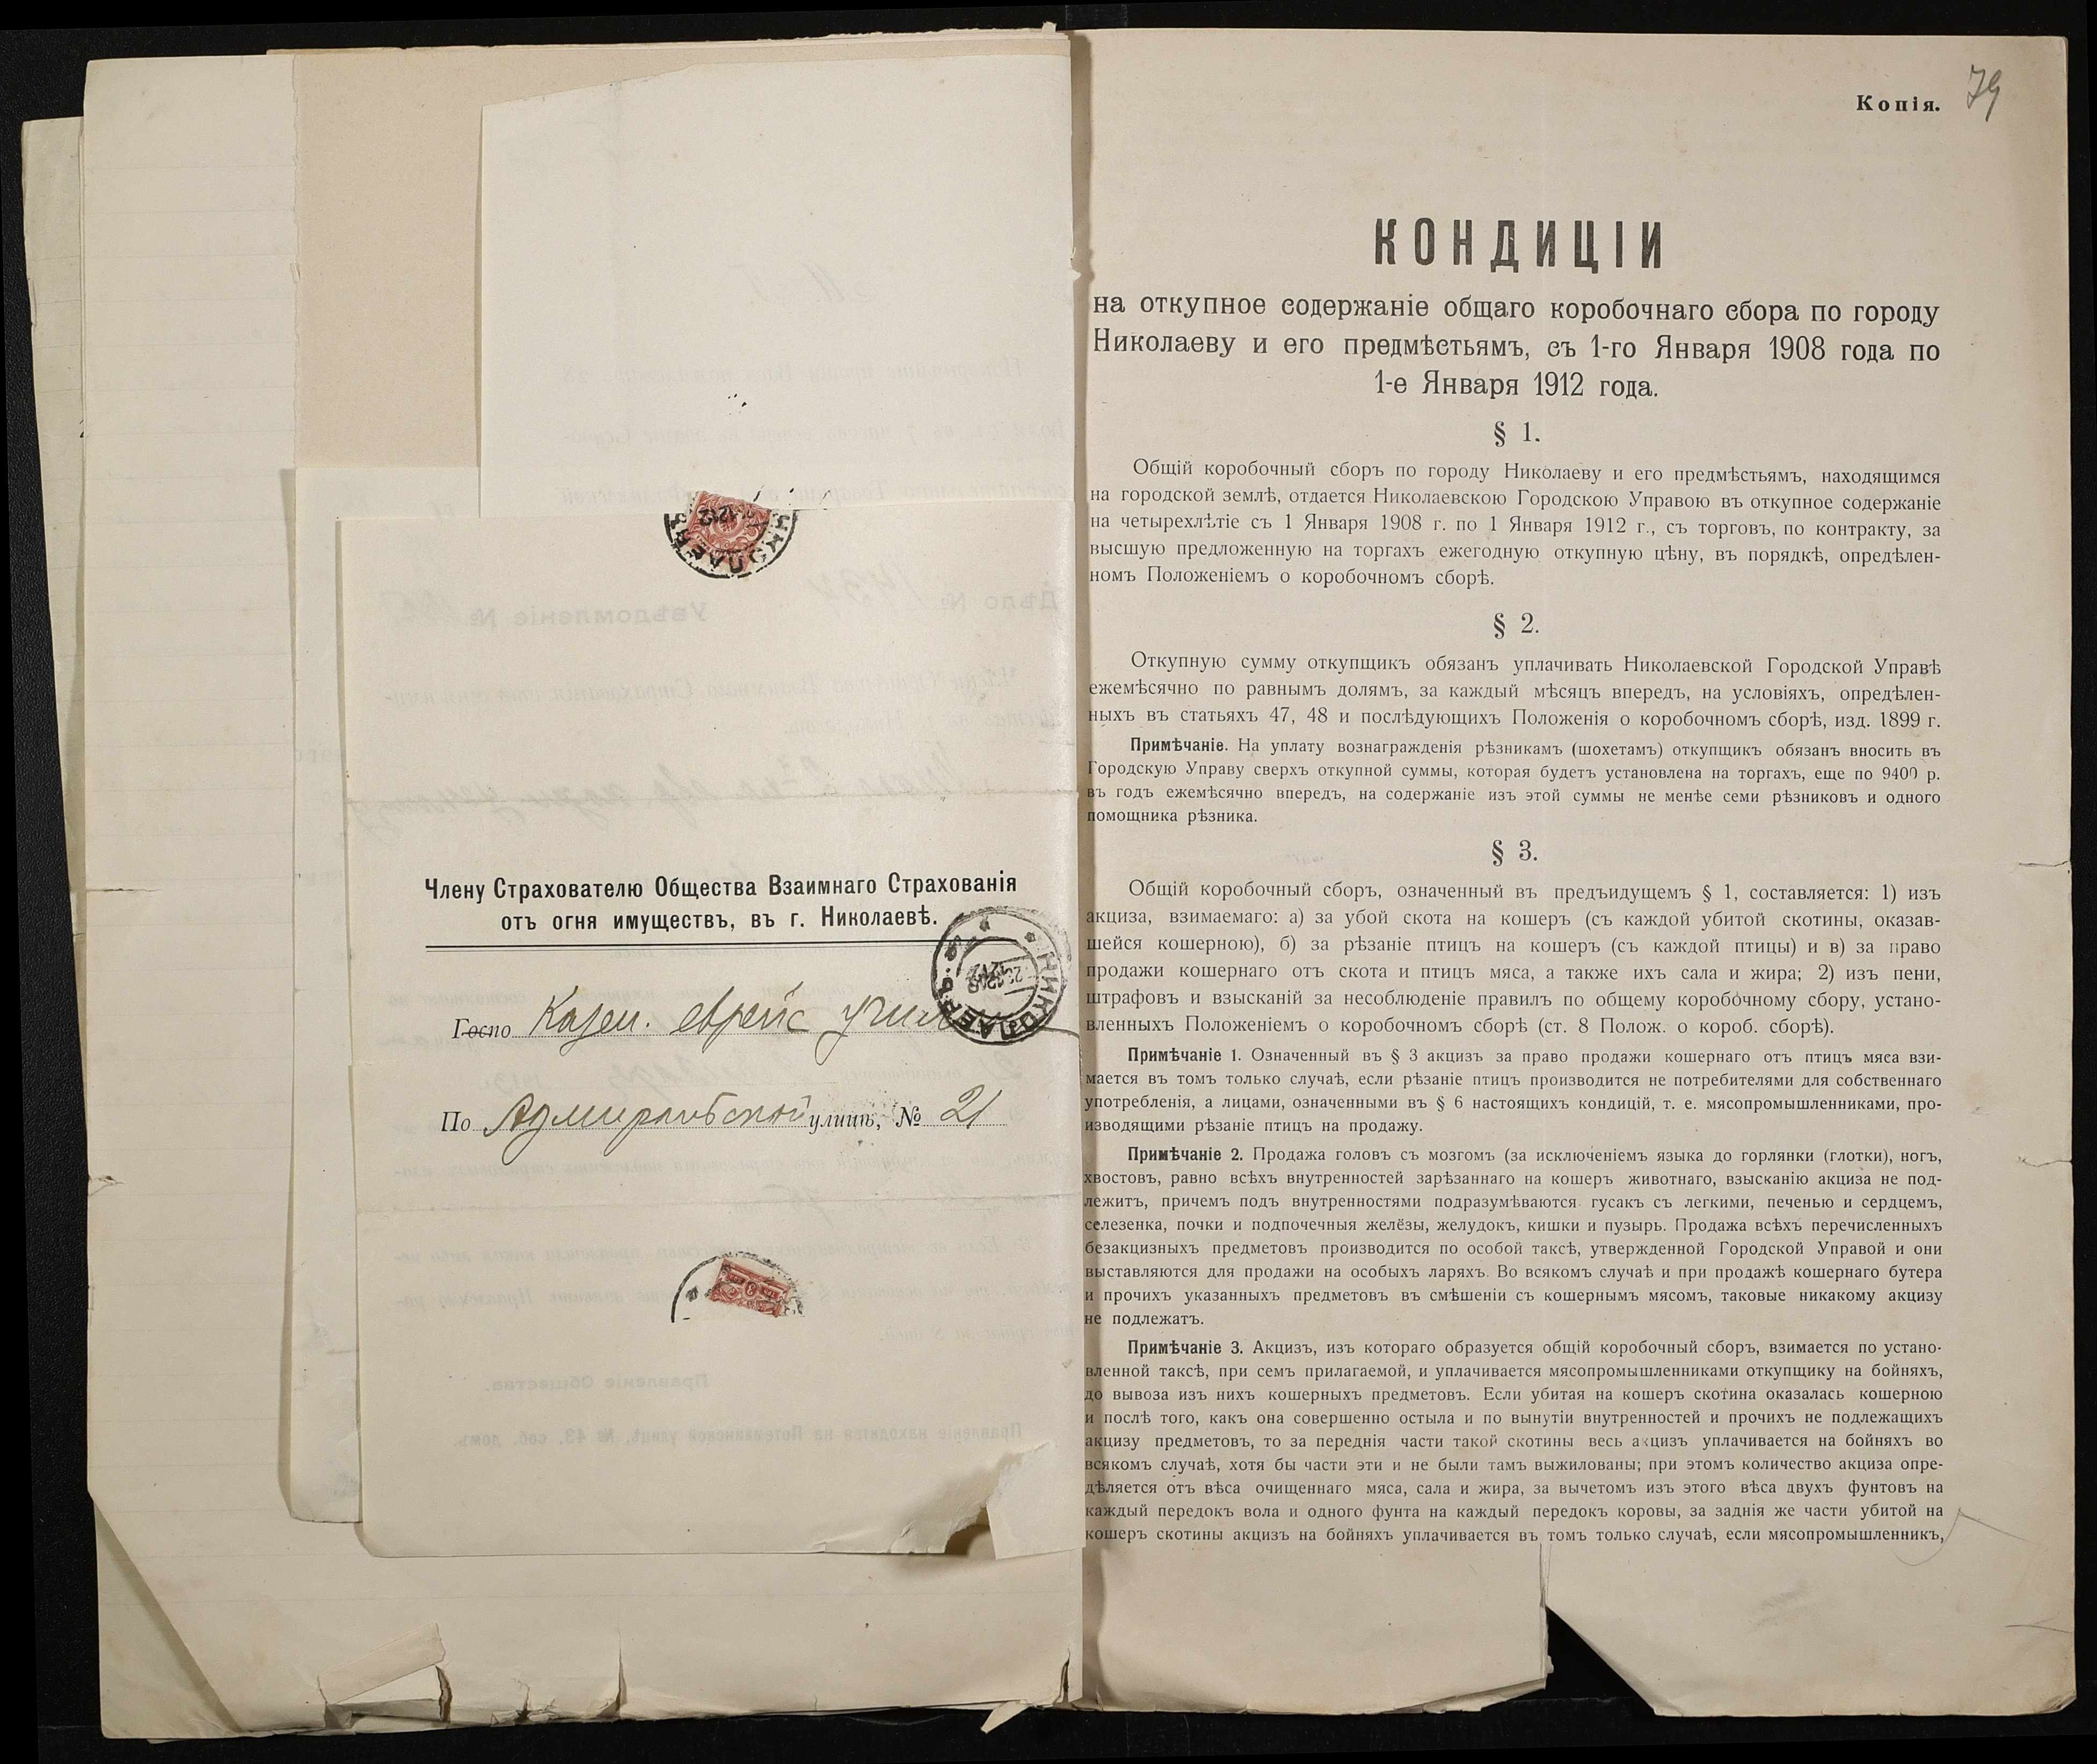 Членý Страхователю Общества Взаимнаго Страхованія
отъ огня имуществъ, въ г. Николаевѣ.
Госпо Казен. еврейс учил
По Адмиральской улицѣ, № 21
НИКОЛАЕВЪ
Копія.
79
КОНДИЦІИ
на откупное содержаніе общаго коробочнаго сбора по городу
Николаеву и его предмѣстьямъ, съ 1-го Января 1908 года по
1-е Января 1912 года.
§ 1.
Общій коробочный сборъ по городу Николаеву и его предмѣстьямъ, находящимся
на городской землѣ, отдается Николаевскою Городскою Управою въ откупное содержаніе
на четырехлѣтіе съ 1 Января 1908 г. по 1 Января 1912 г., съ торговъ, по контракту, за
высшую предложенную на торгахъ ежегодную откупную цѣну, въ порядкѣ, опредѣлен-
номъ Положеніемъ о коробочномъ сборѣ.
§ 2.
Откупную сумму откупщикъ обязанъ уплачивать Николаевской Городской Управѣ
ежемѣсячно по равнымъ долямъ, за каждый мѣсяцъ впередъ, на условіяхъ, опредѣлен-
ныхъ въ статьяхъ 47, 48 и послѣдующихъ Положенія о коробочномъ сборѣ, изд. 1899 г.
Примѣчаніе. На уплату вознагражденія рѣзникамъ (шохетамъ) откупщикъ обязанъ вносить въ
Городскую Управу сверхъ откупной суммы, которая будетъ установлена на торгахъ, еще по 9400 р.
въ годъ ежемѣсячно впередъ, на содержаніе изъ этой суммы не менѣе семи рѣзниковъ и одного
помощника рѣзника.
§ 3.
Общій коробочный сборъ, означенный въ предъидущемъ § 1, составляется: 1) изъ
акциза, взимаемаго: а) за убой скота на кошеръ (съ каждой убитой скотины, оказав-
шейся кошерною), б) за рѣзаніе птицъ на кошеръ (съ каждой птицы) и в) за право
продажи кошернаго отъ скота и птицъ мяса, а также ихъ сала и жира; 2) изъ пени,
штрафовъ и взысканій за несоблюденіе правилъ по общему коробочному сбору, устано-
вленныхъ Положеніемъ о коробочномъ сборѣ (ст. 8 Полож. о короб. сборѣ).
Примѣчаніе 1. Означенный въ § 3 акцизъ за право продажи кошернаго отъ птицъ мяса взи-
мается въ томъ только случаѣ, если рѣзаніе птицъ производится не потребителями для собственнаго
употребленія, а лицами, означенными въ § 6 настоящихъ кондицій, т. е. мясопромышленниками, про-
изводящими рѣзаніе птицъ на продажу.
Примѣчаніе 2. Продажа головъ съ мозгомъ (за исключеніемъ языка до горлянки (глотки), ногъ,
хвостовъ, равно всѣхъ внутренностей зарѣзаннаго на кошеръ животнаго, взысканію акциза не под-
лежитъ, причемъ подъ внутренностями подразумѣваются гусакъ съ легкими, печенью и сердцемъ,
селезенка, почки и подпочечныя желёзы, желудокъ, кишки и пузырь. Продажа всѣхъ перечисленныхъ
безакцизныхъ предметовъ производится по особой таксѣ, утвержденной Городской Управой и они
выставляются для продажи на особыхъ ларяхъ. Во всякомъ случаѣ и при продажѣ кошернаго бутера
и прочихъ указанныхъ предметовъ въ смѣшеніи съ кошернымъ мясомъ, таковые никакому акцизу
не подлежатъ.
Примѣчаніе 3. Акцизъ, изъ котораго образуется общій коробочный сборъ, взимается по устано-
вленной таксѣ, при семъ прилагаемой, и уплачивается мясопромышленниками откупщику на бойняхъ,
до вывоза изъ нихъ кошерныхъ предметовъ. Если убитая на кошеръ скотина оказалась кошерною
и послѣ того, какъ она совершенно остыла и по вынутіи внутренностей и прочихъ не подлежащихъ
акцизу предметовъ, то за переднія части такой скотины весь акцизъ уплачивается на бойняхъ во
всякомъ случаѣ, хотя бы части эти и не были тамъ выжилованы; при этомъ количество акциза опре-
дѣляется отъ вѣса очищеннаго мяса, сала и жира, за вычетомъ изъ этого вѣса двухъ фунтовъ на
каждый передокъ вола и одного фунта на каждый передокъ коровы, за заднія же части убитой на
кошеръ скотины акцизъ на бойняхъ уплачивается въ томъ только случаѣ, если мясопромышленникъ,